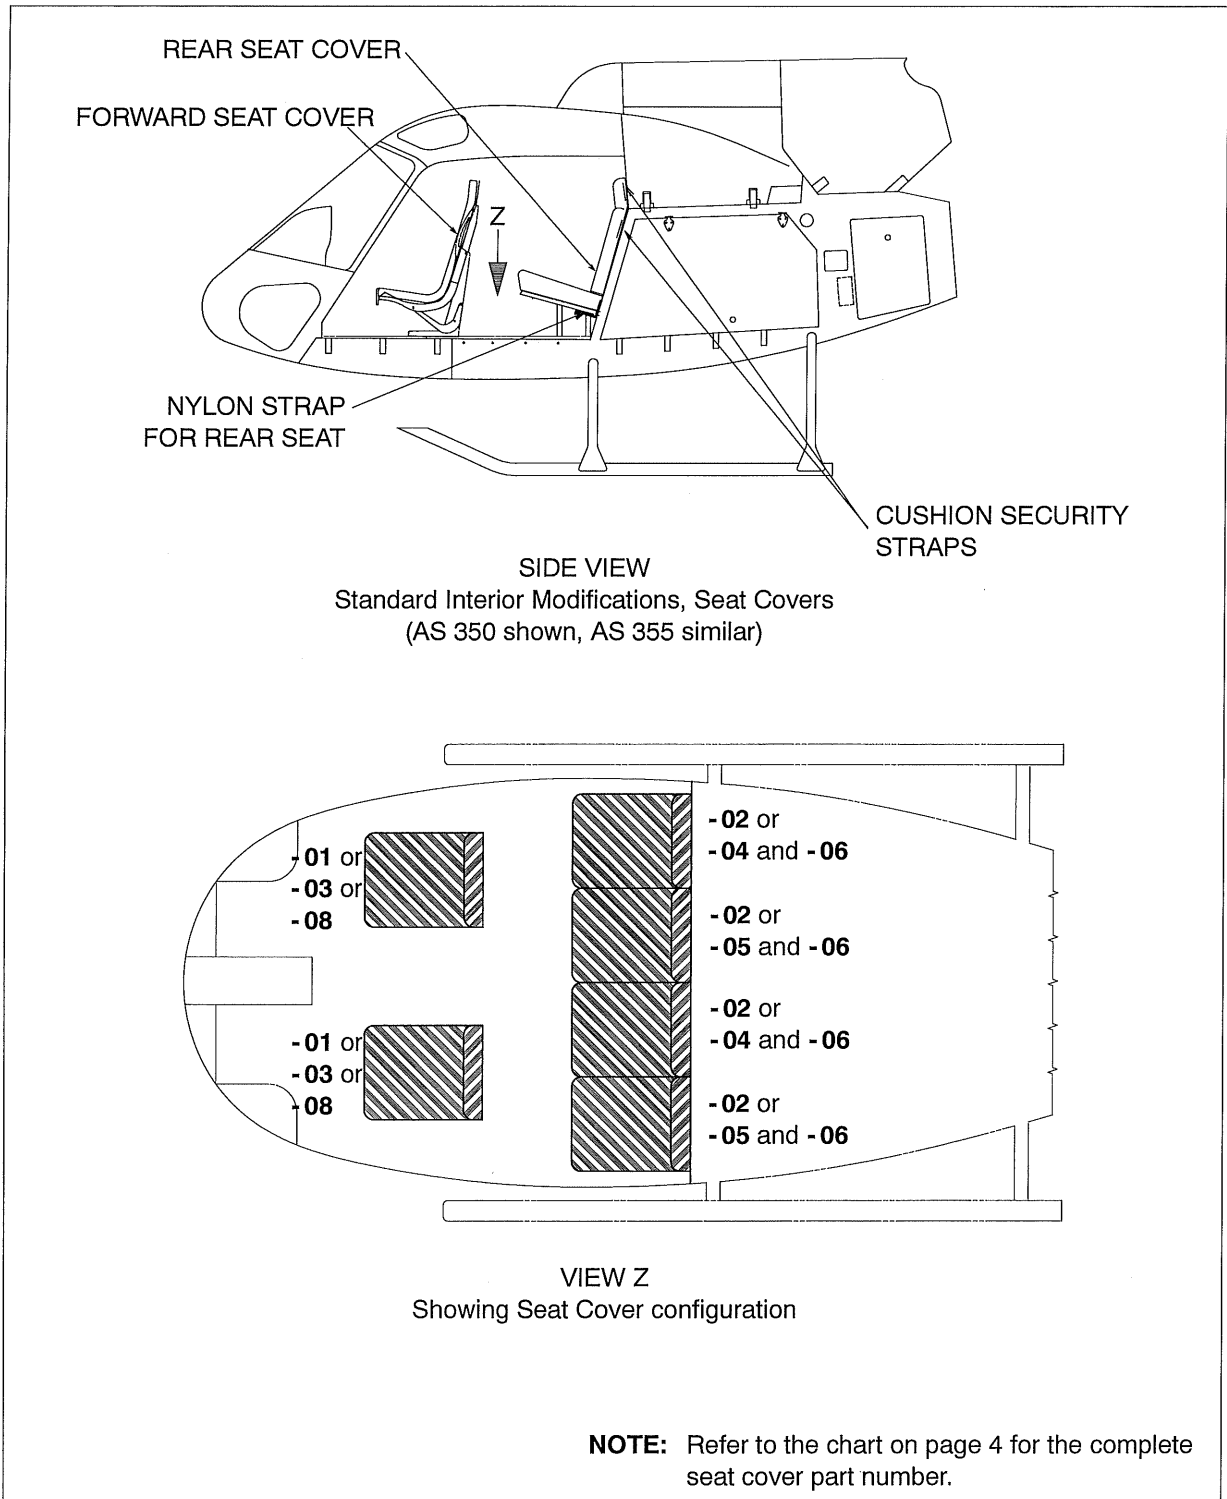 REAR SEAT COVER
FORWARD SEAT COVER
Z
NYLON STRAP
FOR REAR SEAT
CUSHION SECURITY
STRAPS
SIDE VIEW
Standard Interior Modifications, Seat Covers
(AS 350 shown, AS 355 similar)
-01 or
-03 or
-08
-02 or
-04 and -06
-02 or
-05 and -06
-01 or
-03 or
-08
-02 or
-04 and -06
-02 or
-05 and -06
VIEW Z
Showing Seat Cover configuration
NOTE: Refer to the chart on page 4 for the complete
seat cover part number.